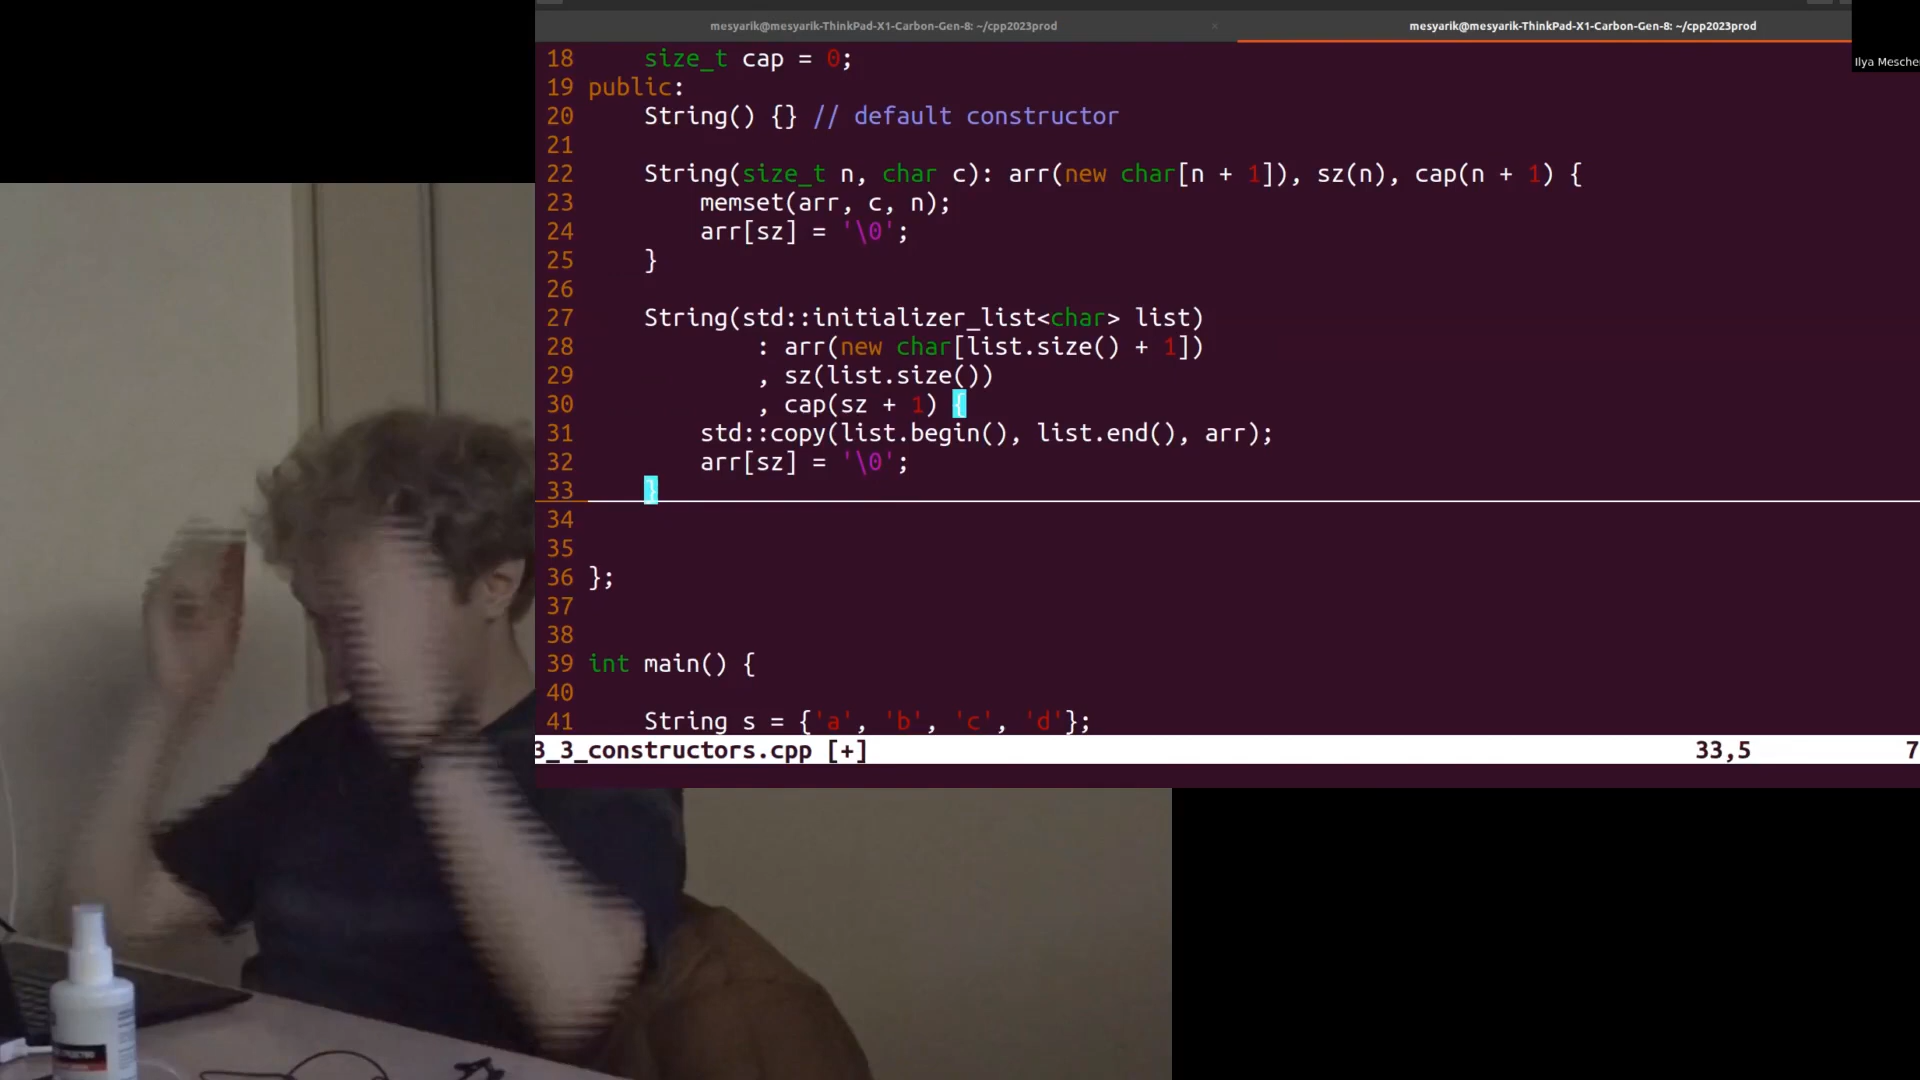 mesyarik@mesyarik-ThinkPad-X1-Carbon-Gen-8: ~/cpp2023prod × mesyarik@mesyarik-ThinkPad-X1-Carbon-Gen-8: ~/cpp2023prod
Ilya Mesche
18     size_t cap = 0;
19 public:
20     String() {} // default constructor
21
22     String(size_t n, char c): arr(new char[n + 1]), sz(n), cap(n + 1) {
23         memset(arr, c, n);
24         arr[sz] = '\0';
25     }
26
27     String(std::initializer_list<char> list)
28             : arr(new char[list.size() + 1])
29             , sz(list.size())
30             , cap(sz + 1) {
31         std::copy(list.begin(), list.end(), arr);
32         arr[sz] = '\0';
33     }
34
35
36 };
37
38
39 int main() {
40
41     String s = {'a', 'b', 'c', 'd'};
3_3_constructors.cpp [+] 33,5 7